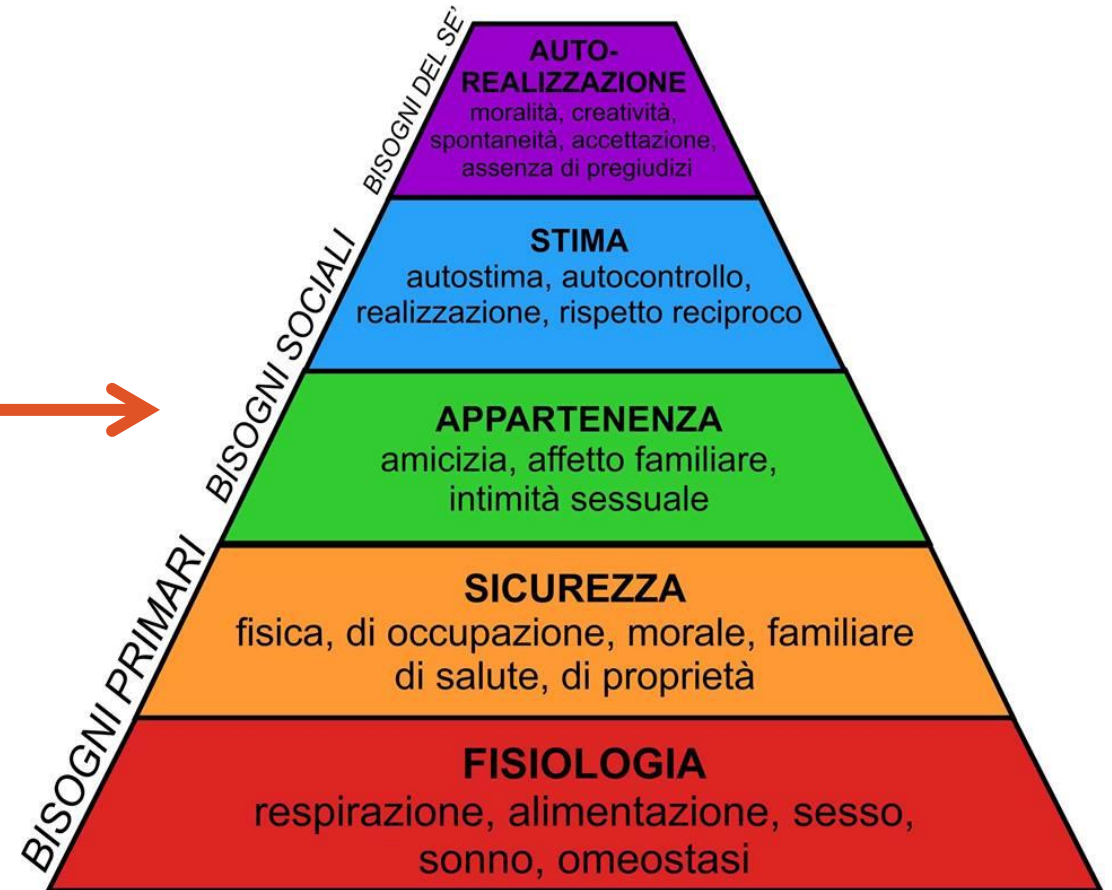 BISOGNI DEL SE'
AUTO-
REALIZZAZIONE
moralità, creatività,
spontaneità, accettazione,
assenza di pregiudizi
BISOGNI SOCIALI
STIMA
autostima, autocontrollo,
realizzazione, rispetto reciproco
APPARTENENZA
amicizia, affetto familiare,
intimità sessuale
BISOGNI PRIMARI
SICUREZZA
fisica, di occupazione, morale, familiare
di salute, di proprietà
FISIOLOGIA
respirazione, alimentazione, sesso,
sonno, omeostasi